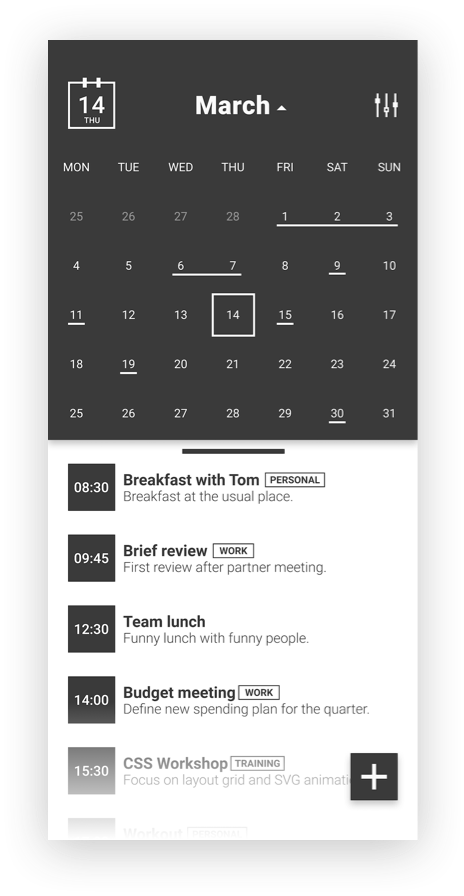 14
THU
March
MON TUE WED THU FRI SAT SUN
25 26 27 28 1 2 3
4 5 6 7 8 9 10
11 12 13 14 15 16 17
18 19 20 21 22 23 24
25 26 27 28 29 30 31
08:30 Breakfast with Tom PERSONAL
Breakfast at the usual place.
09:45 Brief review WORK
First review after partner meeting.
12:30 Team lunch
Funny lunch with funny people.
14:00 Budget meeting WORK
Define new spending plan for the quarter.
15:30 CSS Workshop TRAINING
Focus on layout grid and SVG animati
Workout PERSONAL